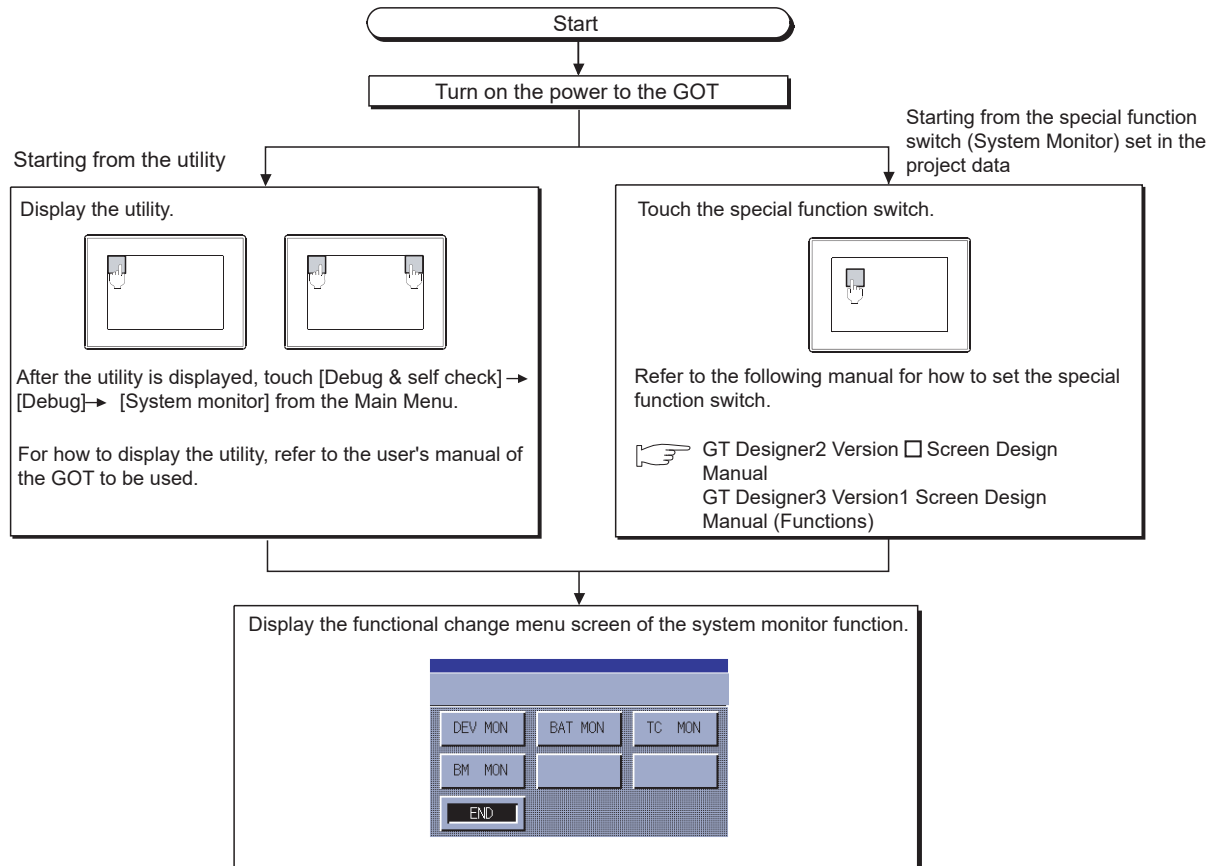 Start
Turn on the power to the GOT
Starting from the utility
Starting from the special function
switch (System Monitor) set in the
project data
Display the utility.
After the utility is displayed, touch [Debug & self check] →
[Debug]→ [System monitor] from the Main Menu.
For how to display the utility, refer to the user's manual of
the GOT to be used.
Touch the special function switch.
Refer to the following manual for how to set the special
function switch.
GT Designer2 Version □ Screen Design
Manual
GT Designer3 Version1 Screen Design
Manual (Functions)
Display the functional change menu screen of the system monitor function.
DEV MON BAT MON TC MON
BM MON
END